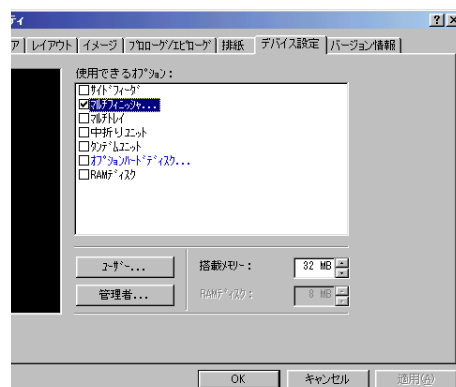 ティ
ア レイアウト イメージ プロローグ/エピローグ 排紙 デバイス設定 バージョン情報
使用できるオプション:
サイドフィーダ
マルチフィニッシャ...
マルチトレイ
中折りユニット
タンデムユニット
オプションハードディスク...
RAMディスク
ユーザー...
搭載メモリー:
32 MB
管理者...
RAMディスク:
8 MB
OK
キャンセル
適用(A)